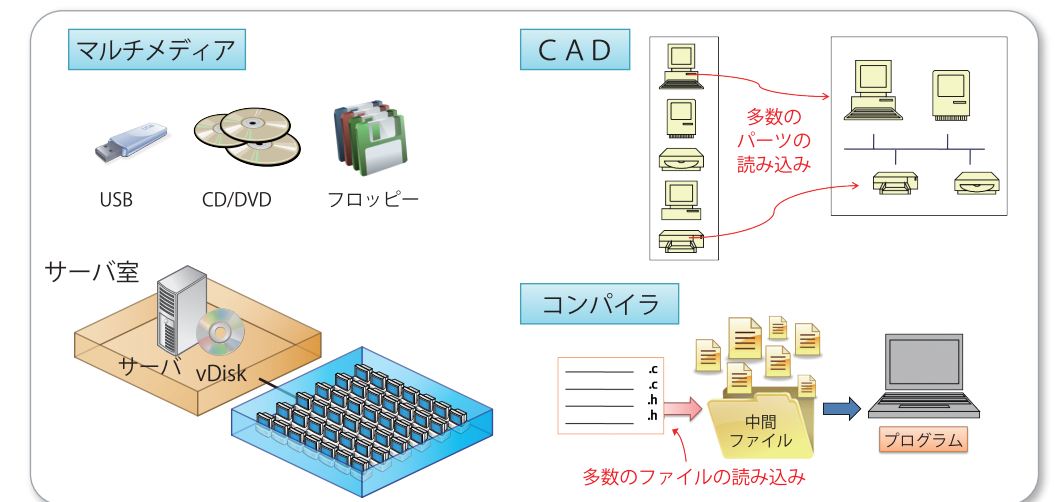 マルチメディア
USB
CD/DVD
フロッピー
サーバ室
サーバ
vDisk
CAD
多数の
パーツの
読み込み
コンパイラ
.c
.c
.h
.h
中間
ファイル
プログラム
多数のファイルの読み込み